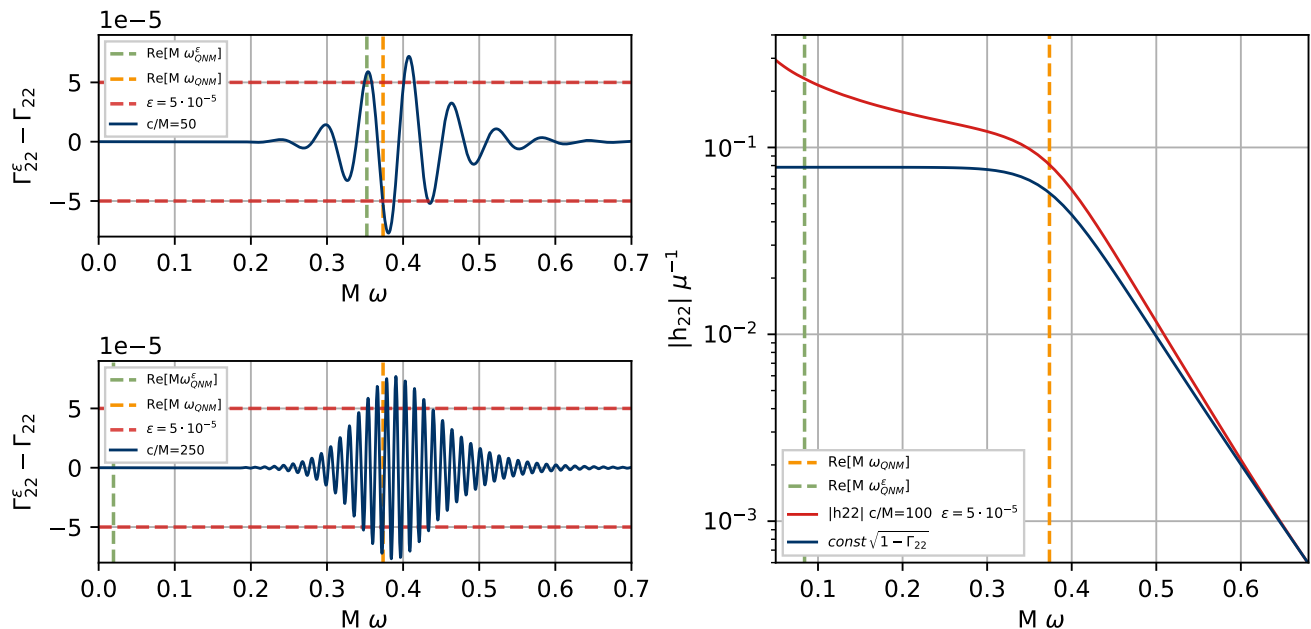 1e−5
Γ^ε_22 − Γ_22
5
0
−5
Re[M ω^ε_QNM]
Re[M ω_QNM]
ε = 5 · 10^−5
c/M=50
0.0 0.1 0.2 0.3 0.4 0.5 0.6 0.7
M ω
1e−5
Γ^ε_22 − Γ_22
5
0
−5
Re[Mω^ε_QNM]
Re[M ω_QNM]
ε = 5 · 10^−5
c/M=250
0.0 0.1 0.2 0.3 0.4 0.5 0.6 0.7
M ω
|h_22| μ^−1
10^−1
10^−2
10^−3
Re[M ω_QNM]
Re[M ω^ε_QNM]
|h22| c/M=100 ε = 5 · 10^−5
const √1 − Γ_22
0.1 0.2 0.3 0.4 0.5 0.6
M ω